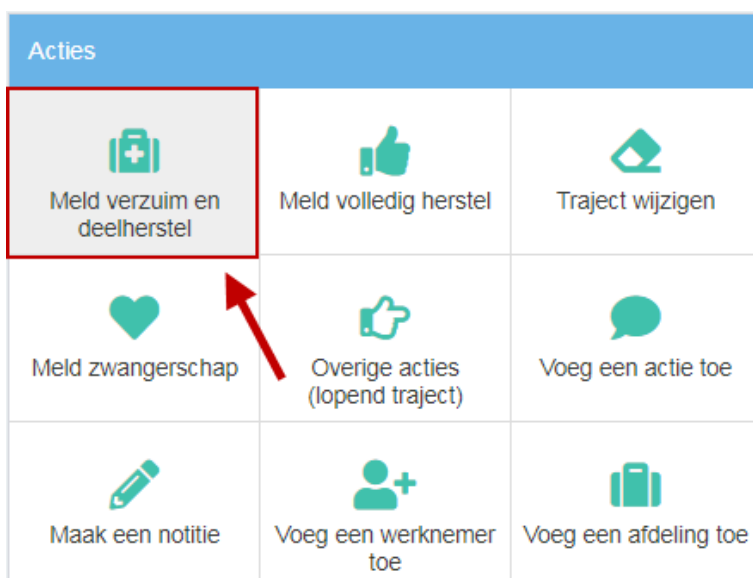 Acties
Meld verzuim en
deelherstel
Meld volledig herstel
Traject wijzigen
Meld zwangerschap
Overige acties
(lopend traject)
Voeg een actie toe
Maak een notitie
Voeg een werknemer
toe
Voeg een afdeling toe